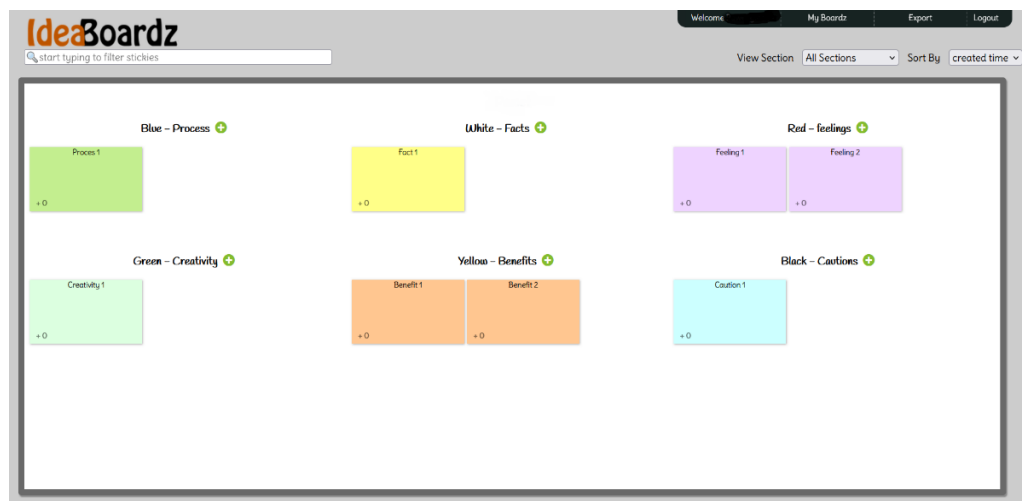 Welcome My Boardz Export Logout
IdeaBoardz
start typing to filter stickies
View Section All Sections Sort By created time
Blue - Process White - Facts Red - feelings
Proces 1 Fact 1 Feeling 1 Feeling 2
+ 0 + 0 + 0 + 0
Green - Creativity Yellow - Benefits Black - Cautions
Creativity 1 Benefit 1 Benefit 2 Caution 1
+ 0 + 0 + 0 + 0